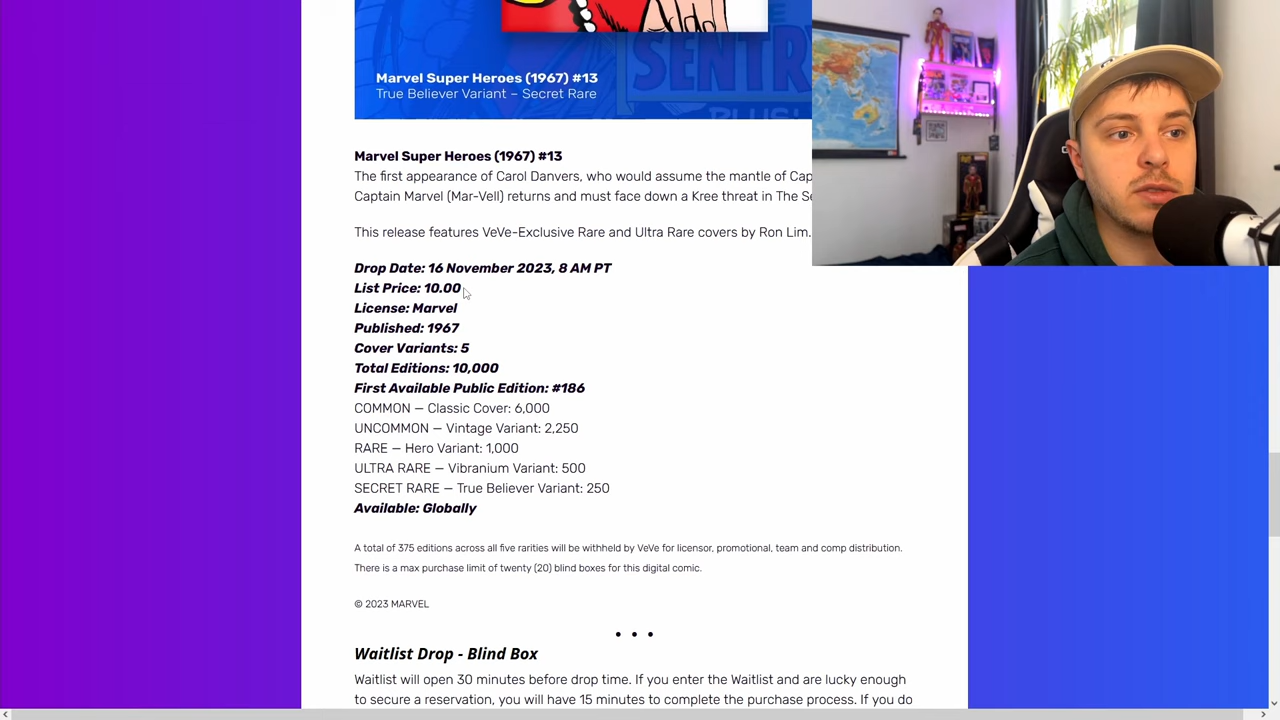 SENTRY
PLUS!
Marvel Super Heroes (1967) #13
True Believer Variant – Secret Rare
Marvel Super Heroes (1967) #13
The first appearance of Carol Danvers, who would assume the mantle of Cap
Captain Marvel (Mar-Vell) returns and must face down a Kree threat in The Se
This release features VeVe-Exclusive Rare and Ultra Rare covers by Ron Lim.
Drop Date: 16 November 2023, 8 AM PT
List Price: 10.00
License: Marvel
Published: 1967
Cover Variants: 5
Total Editions: 10,000
First Available Public Edition: #186
COMMON — Classic Cover: 6,000
UNCOMMON — Vintage Variant: 2,250
RARE — Hero Variant: 1,000
ULTRA RARE — Vibranium Variant: 500
SECRET RARE — True Believer Variant: 250
Available: Globally
A total of 375 editions across all five rarities will be withheld by VeVe for licensor, promotional, team and comp distribution.
There is a max purchase limit of twenty (20) blind boxes for this digital comic.
© 2023 MARVEL
• • •
Waitlist Drop - Blind Box
Waitlist will open 30 minutes before drop time. If you enter the Waitlist and are lucky enough
to secure a reservation, you will have 15 minutes to complete the purchase process. If you do